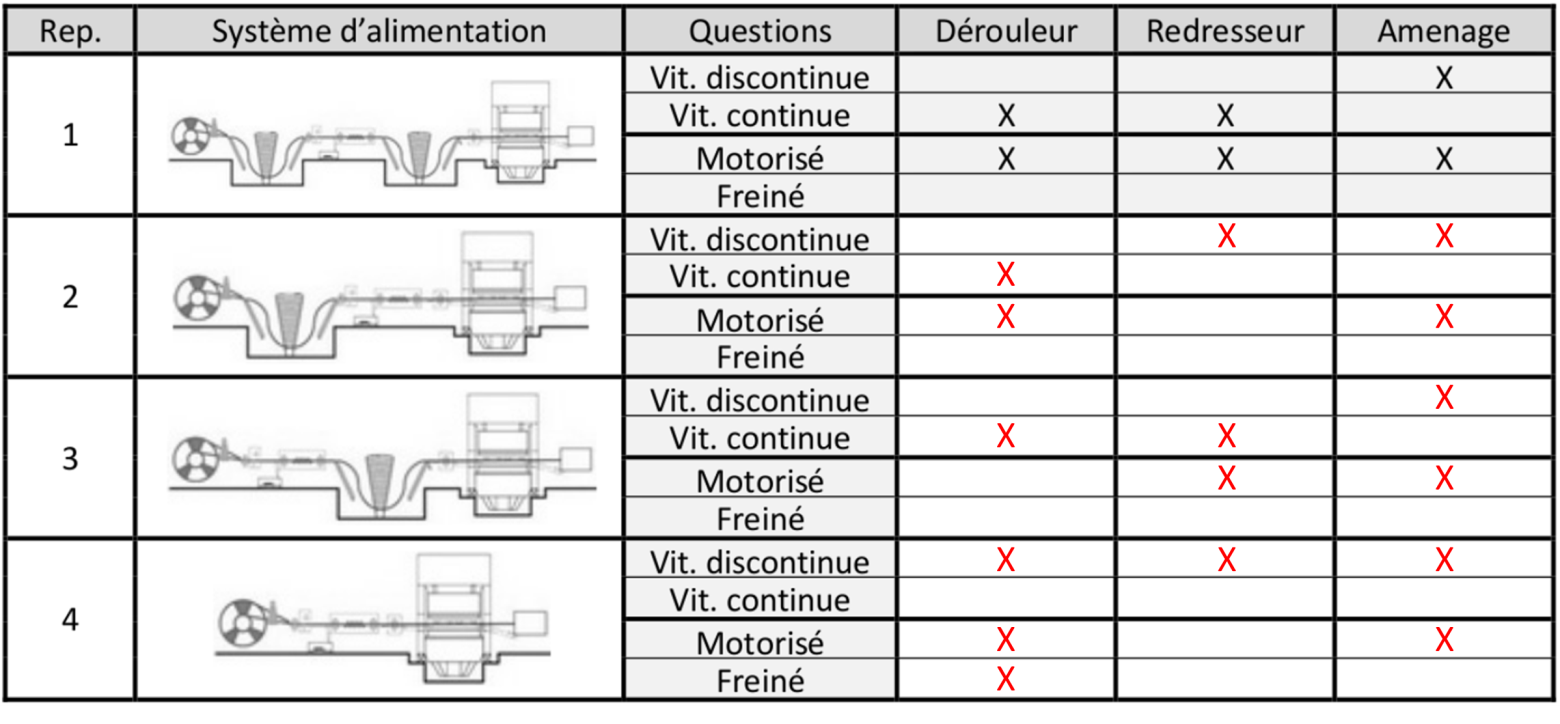 Rep. Système d’alimentation Questions Dérouleur Redresseur Amenage
1
Vit. discontinue X
Vit. continue X X
Motorisé X X X
Freiné
2
Vit. discontinue X X
Vit. continue X
Motorisé X X
Freiné
3
Vit. discontinue X
Vit. continue X X
Motorisé X X
Freiné
4
Vit. discontinue X X X
Vit. continue
Motorisé X X
Freiné X